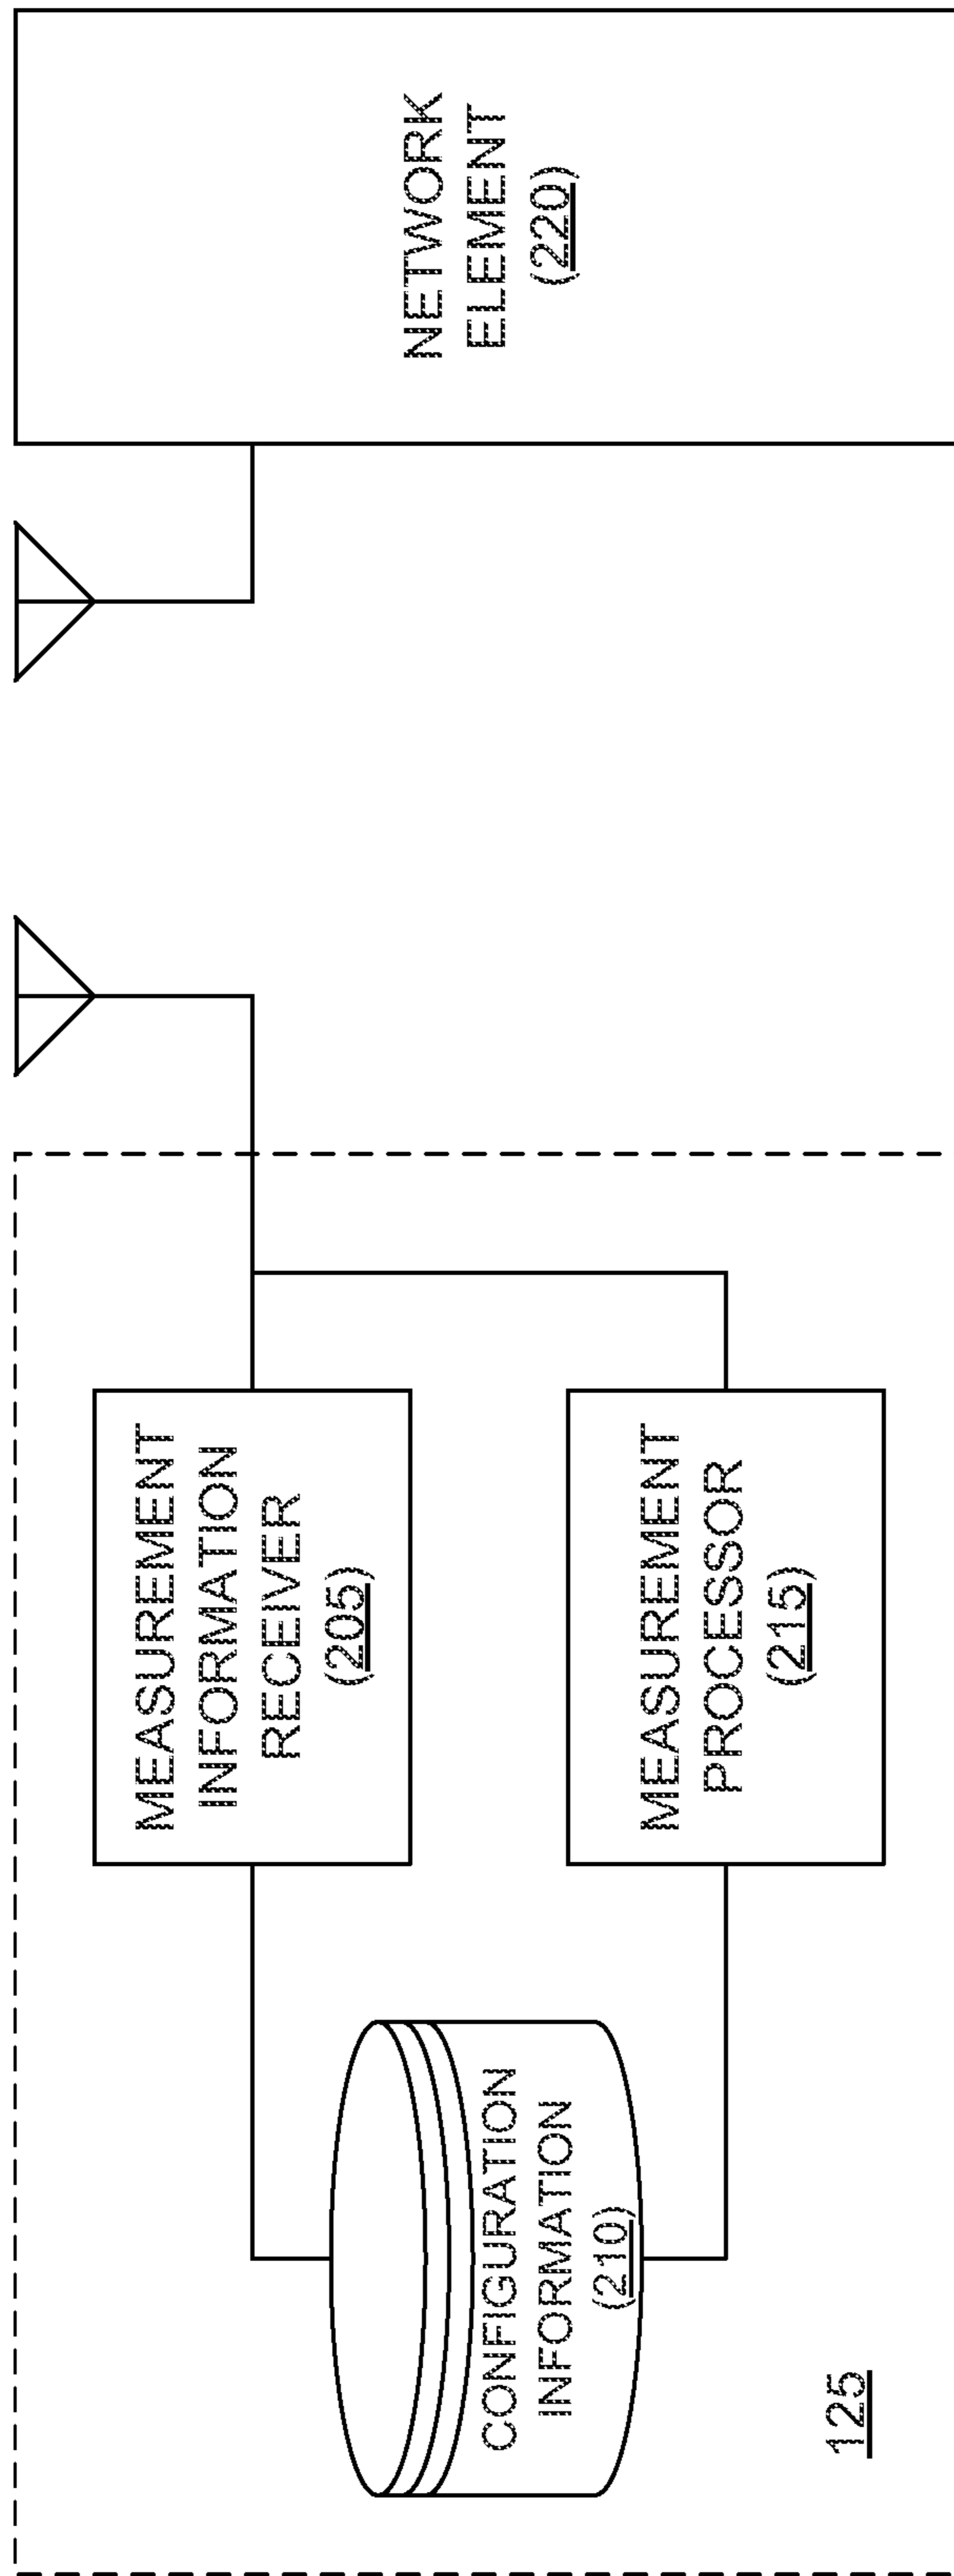 CONFIGURATION
INFORMATION
(210)
MEASUREMENT
INFORMATION
RECEIVER
(205)
MEASUREMENT
PROCESSOR
(215)
NETWORK
ELEMENT
(220)
125